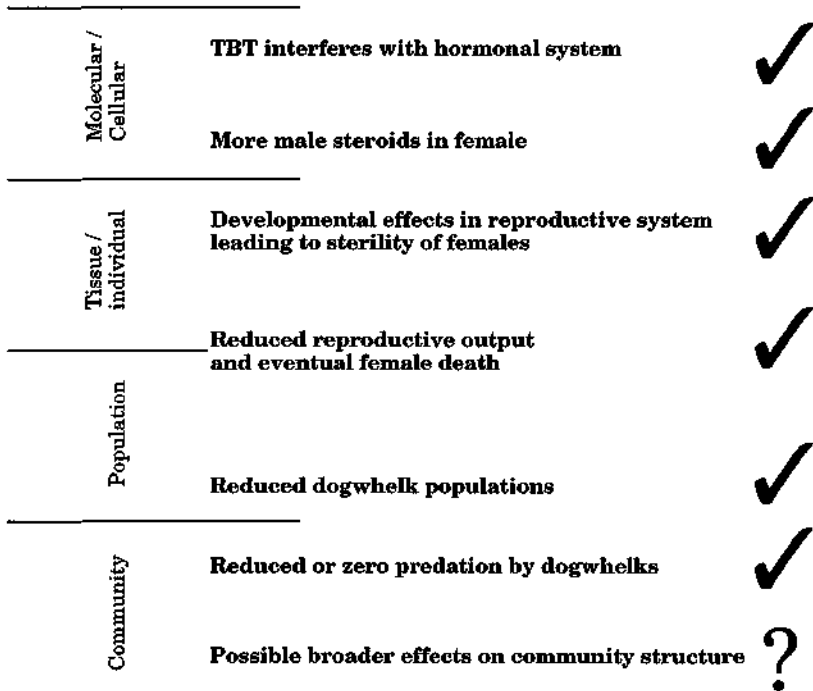 Molecular /
Cellular
TBT interferes with hormonal system
✓
More male steroids in female
✓
Tissue /
individual
Developmental effects in reproductive system
leading to sterility of females
✓
Reduced reproductive output
and eventual female death
✓
Population
Reduced dogwhelk populations
✓
Community
Reduced or zero predation by dogwhelks
✓
Possible broader effects on community structure ?